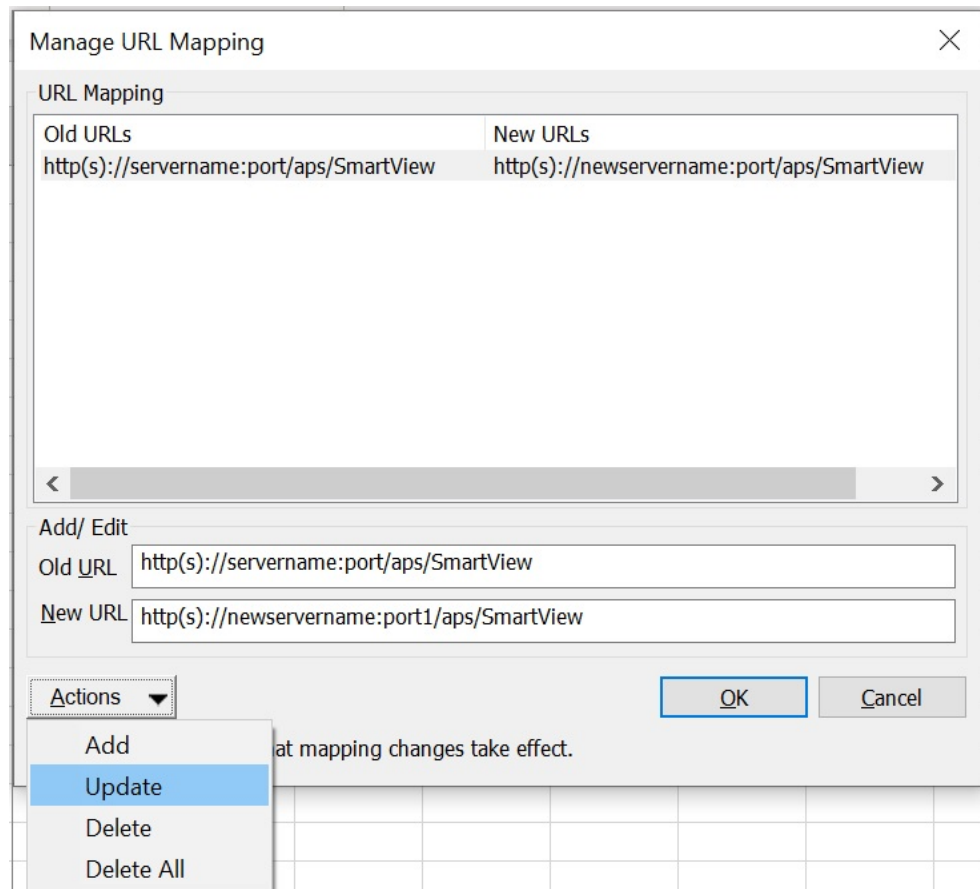 Manage URL Mapping
URL Mapping
Old URLs New URLs
http(s)://servername:port/aps/SmartView http(s)://newservername:port/aps/SmartView
Add/ Edit
Old URL http(s)://servername:port/aps/SmartView
New URL http(s)://newservername:port1/aps/SmartView
Actions OK Cancel
Add at mapping changes take effect.
Update
Delete
Delete All